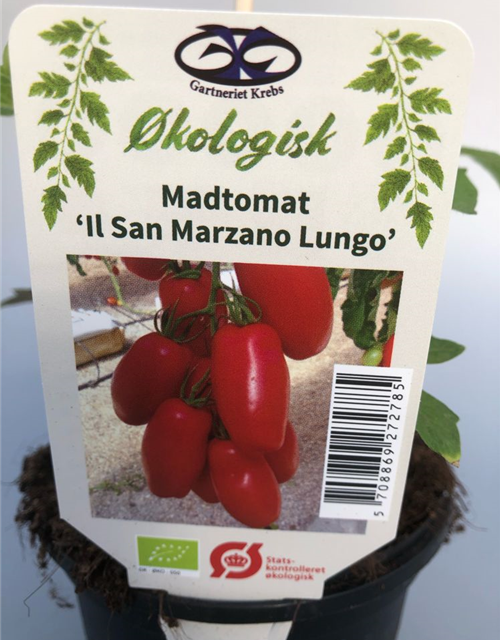 Gartneriet Krebs
Økologisk
Madtomat
‘Il San Marzano Lungo’
5 708869 272785
Stats-
kontrolleret
økologisk